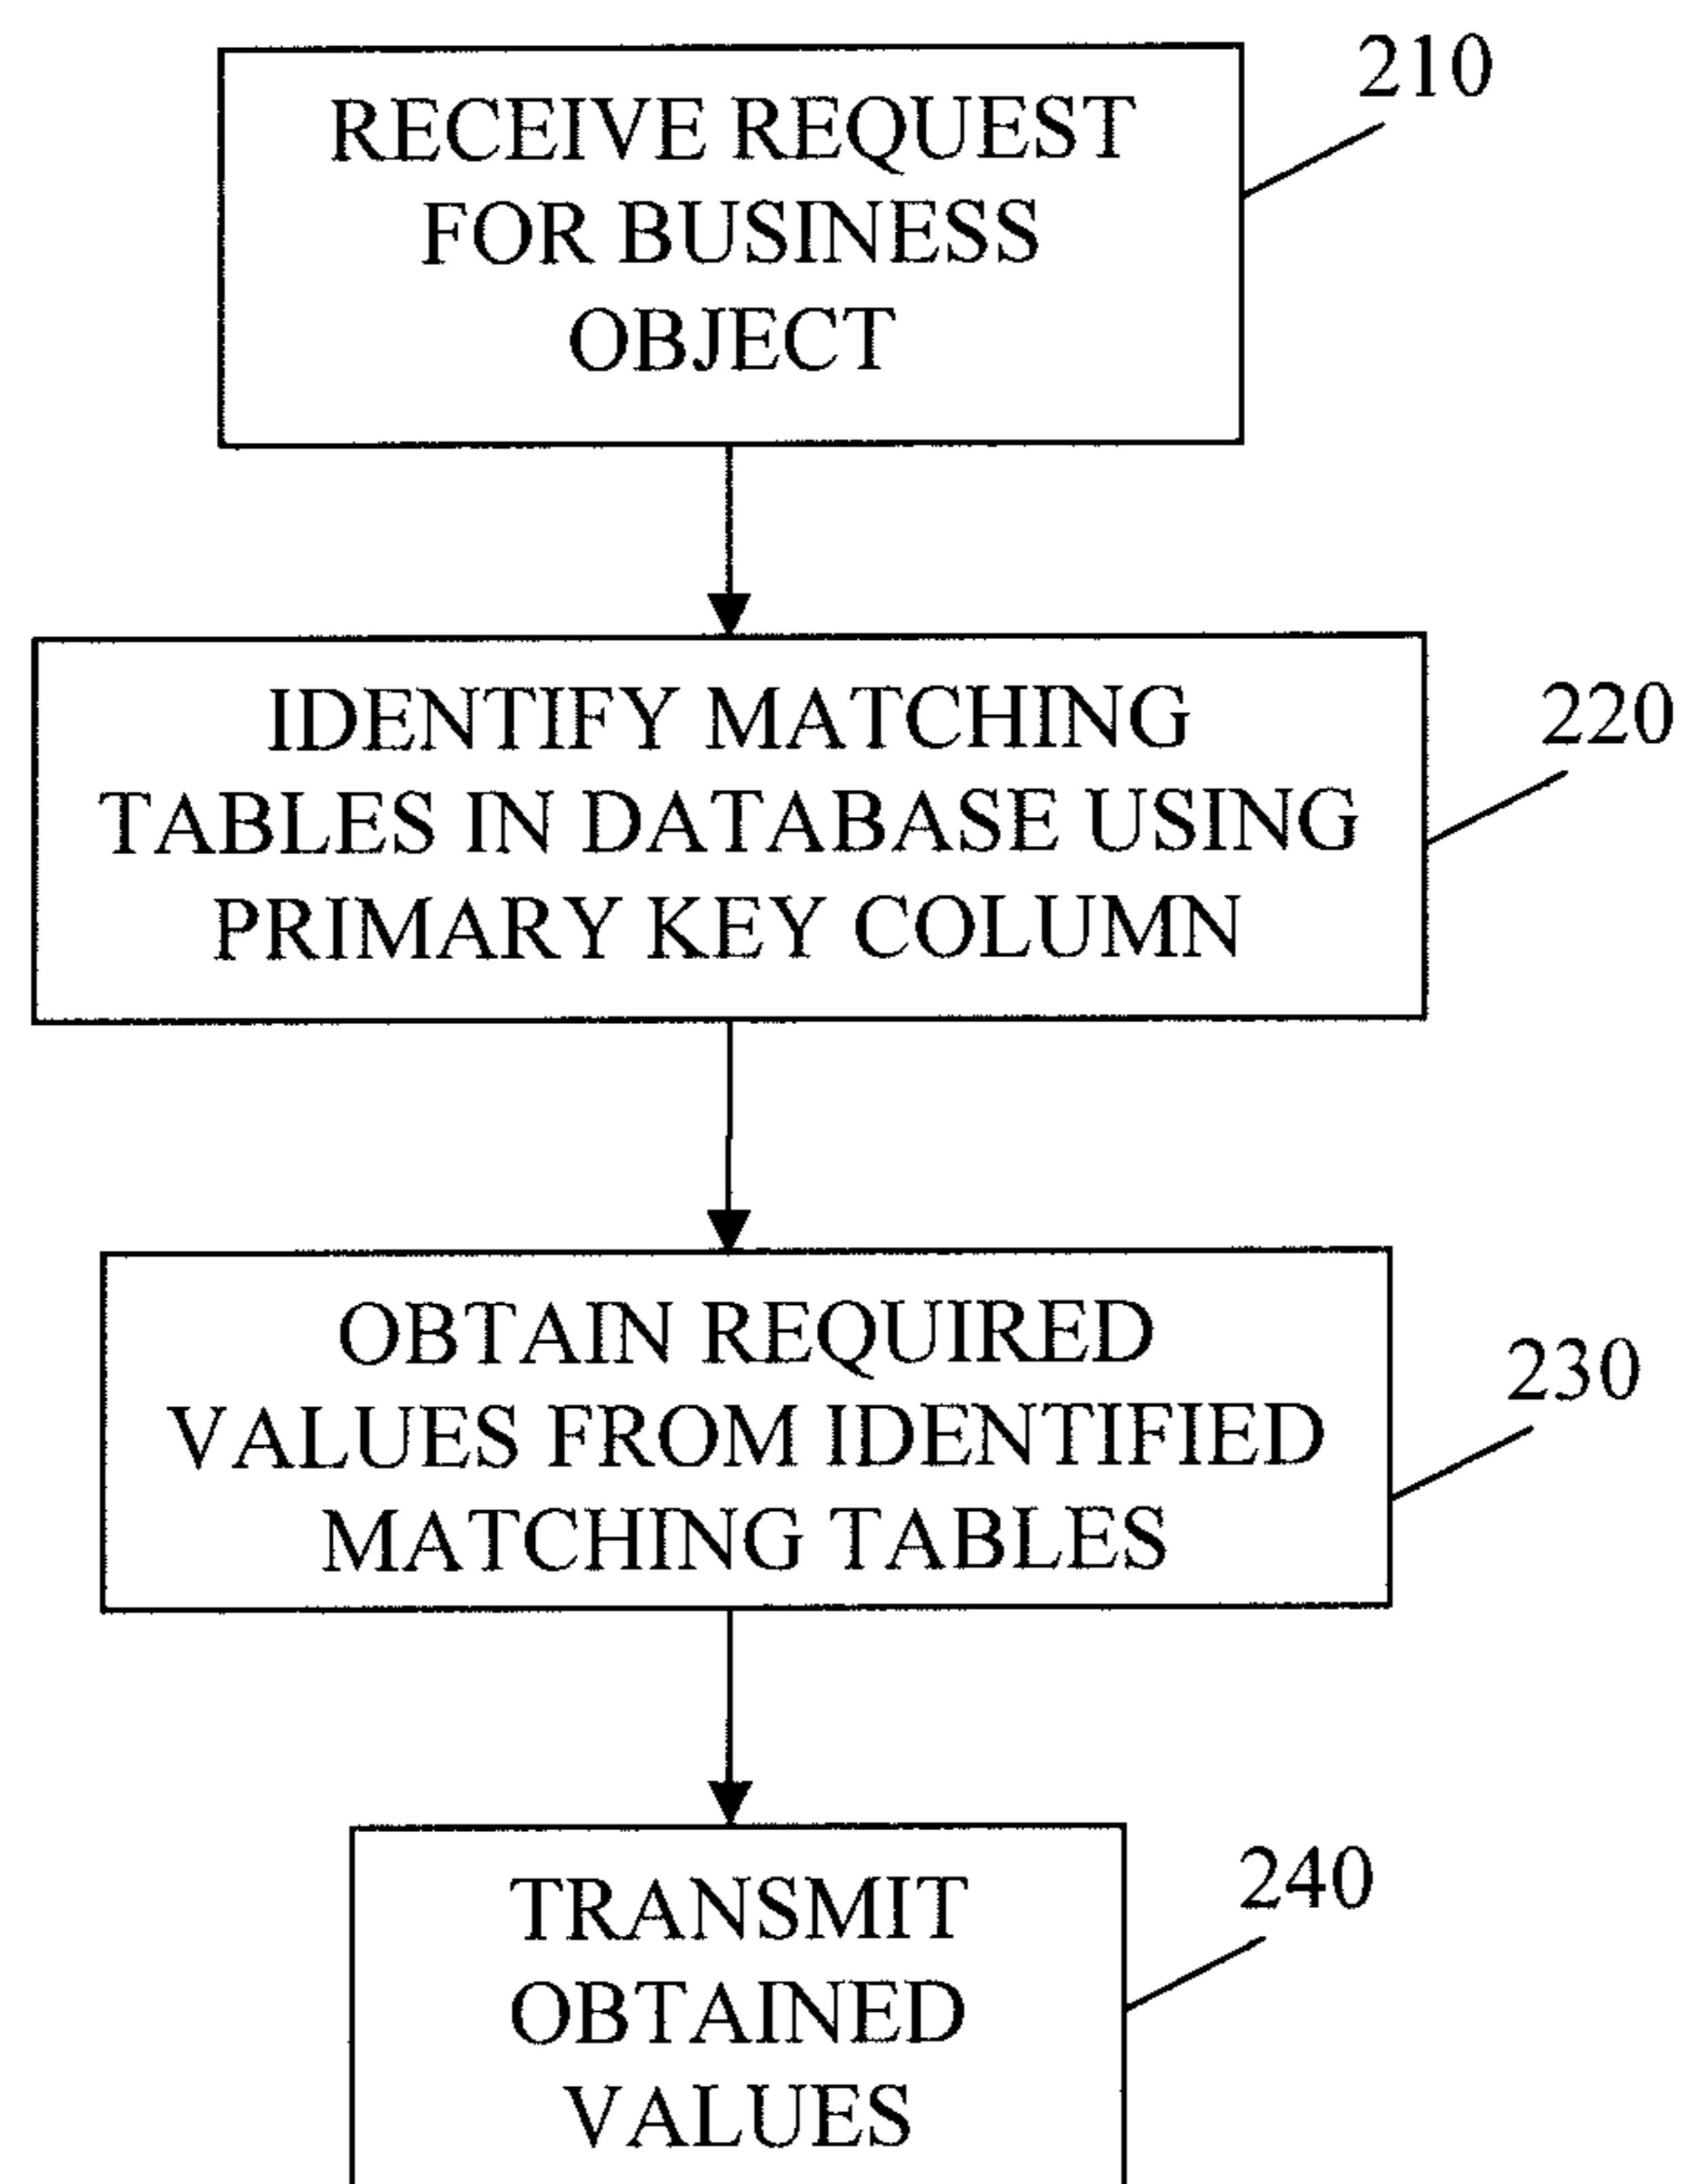 210
RECEIVE REQUEST
FOR BUSINESS
OBJECT
220
IDENTIFY MATCHING
TABLES IN DATABASE USING
PRIMARY KEY COLUMN
230
OBTAIN REQUIRED
VALUES FROM IDENTIFIED
MATCHING TABLES
240
TRANSMIT
OBTAINED
VALUES